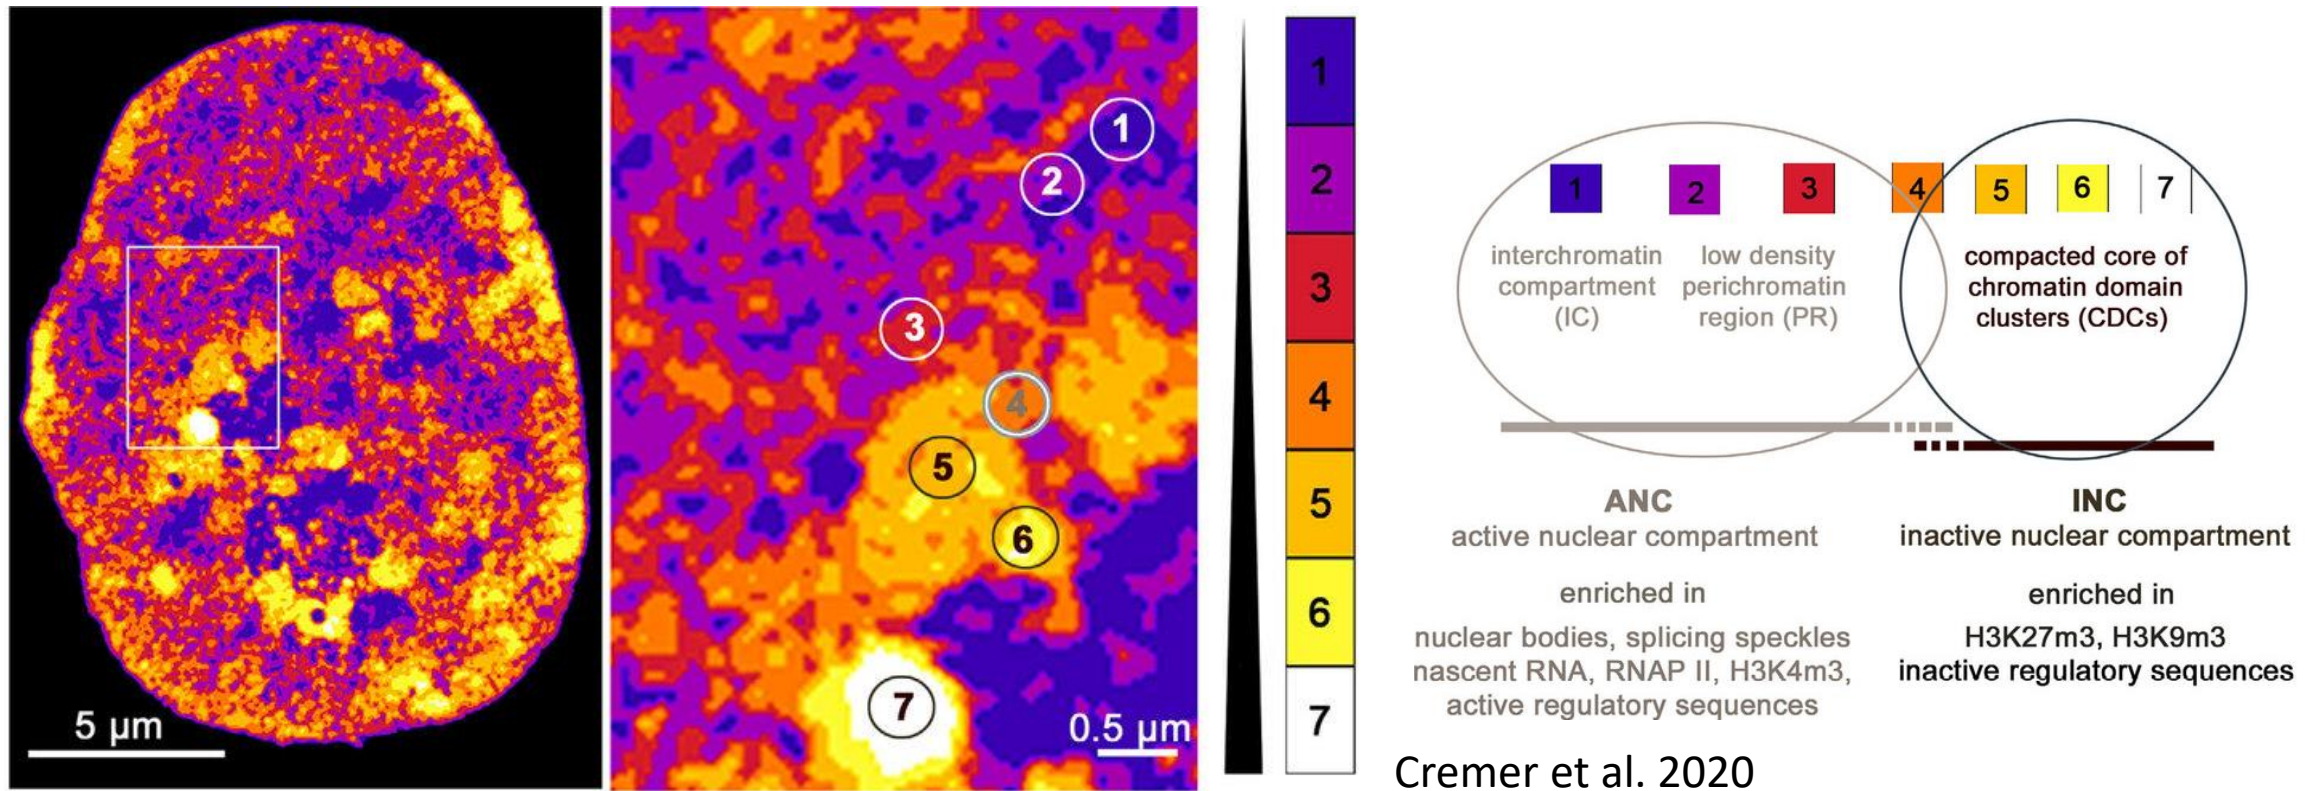 5 µm
1
2
3
4
5
6
7
0.5 µm
1
2
3
4
5
6
7
1 2 3 4 5 6 7
interchromatin
compartment
(IC)
low density
perichromatin
region (PR)
compacted core of
chromatin domain
clusters (CDCs)
ANC
active nuclear compartment
enriched in
nuclear bodies, splicing speckles
nascent RNA, RNAP II, H3K4m3,
active regulatory sequences
INC
inactive nuclear compartment
enriched in
H3K27m3, H3K9m3
inactive regulatory sequences
Cremer et al. 2020